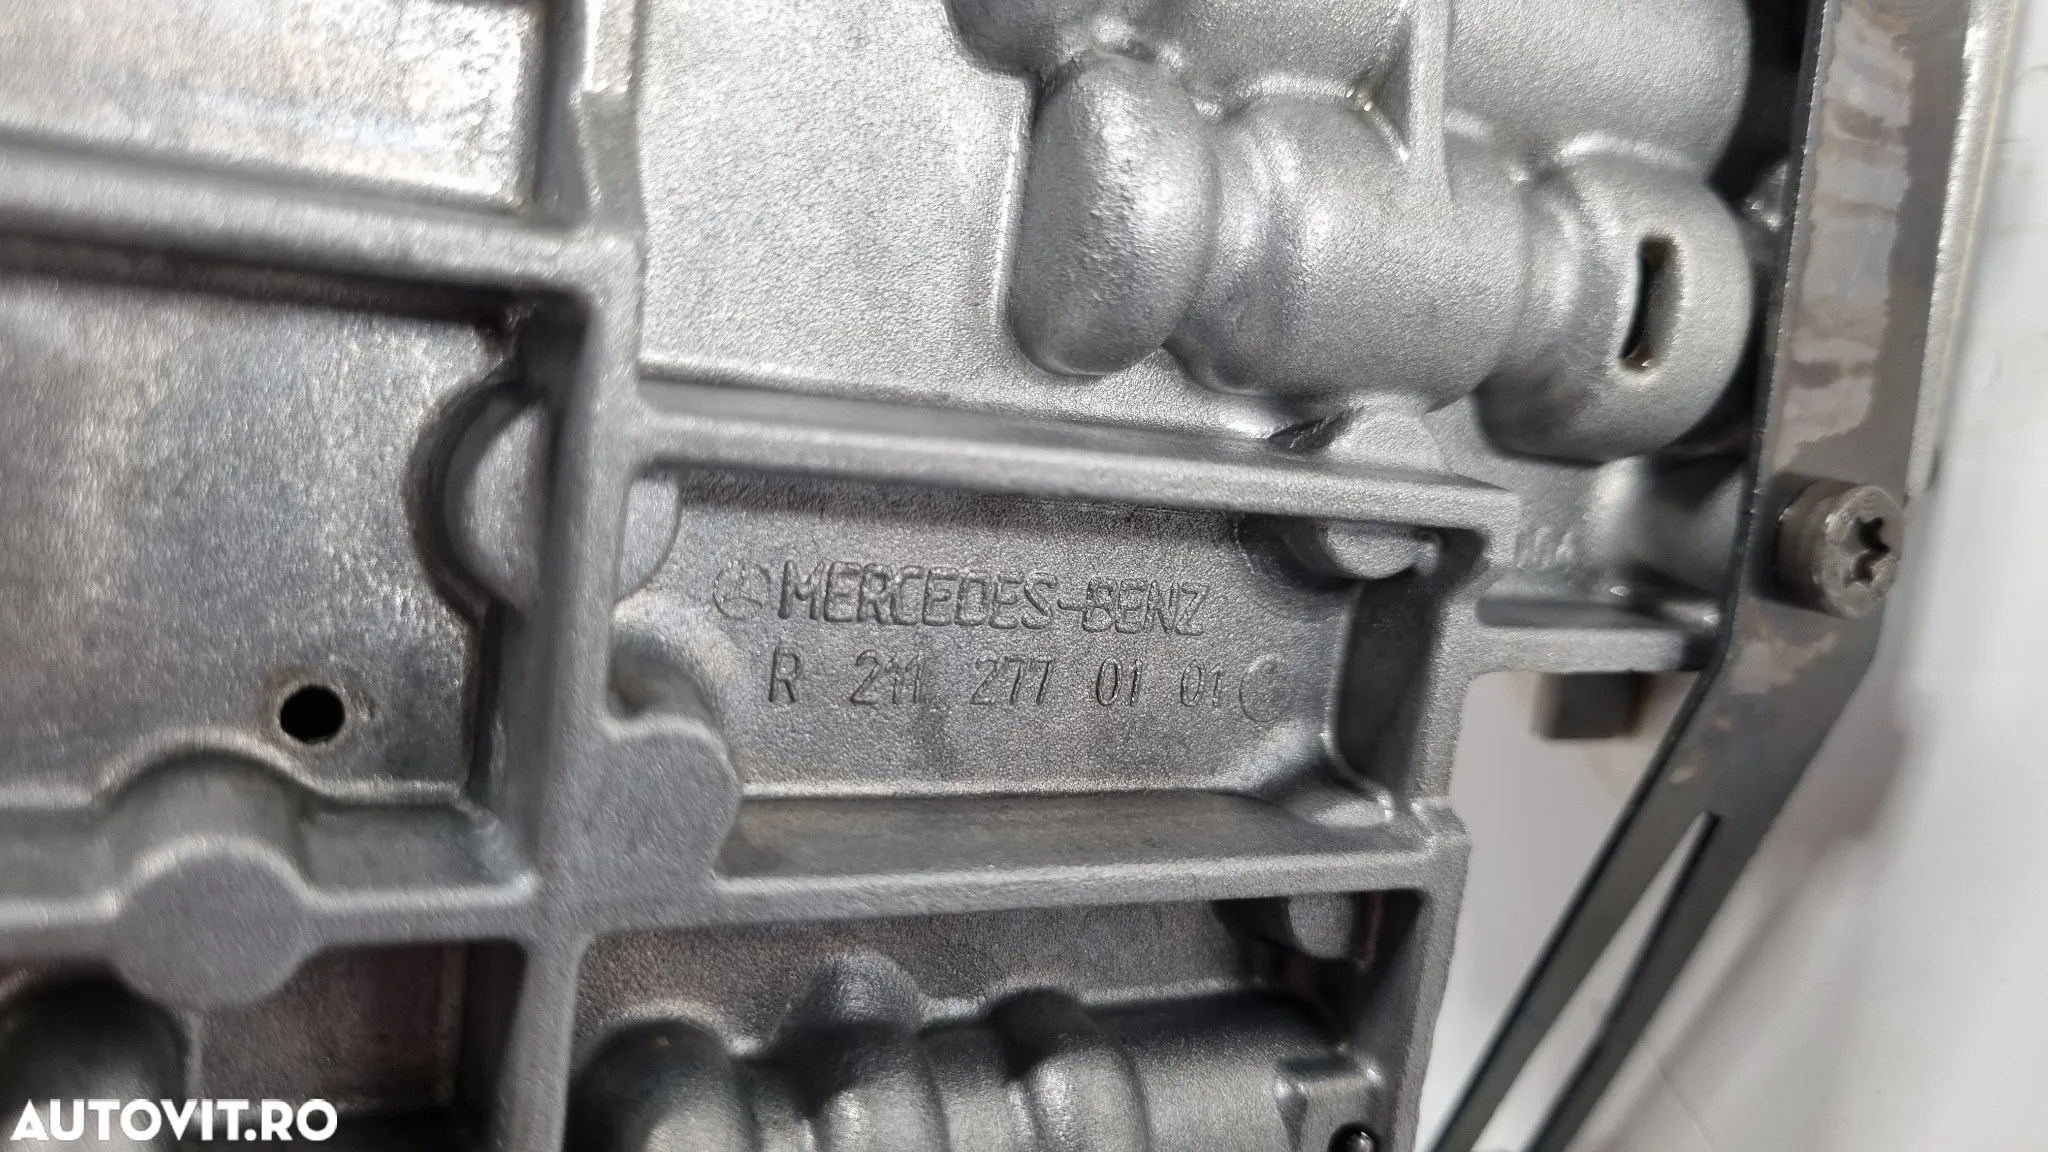 MERCEDES-BENZ
R 211 277 01 01
AUTOVIT.RO